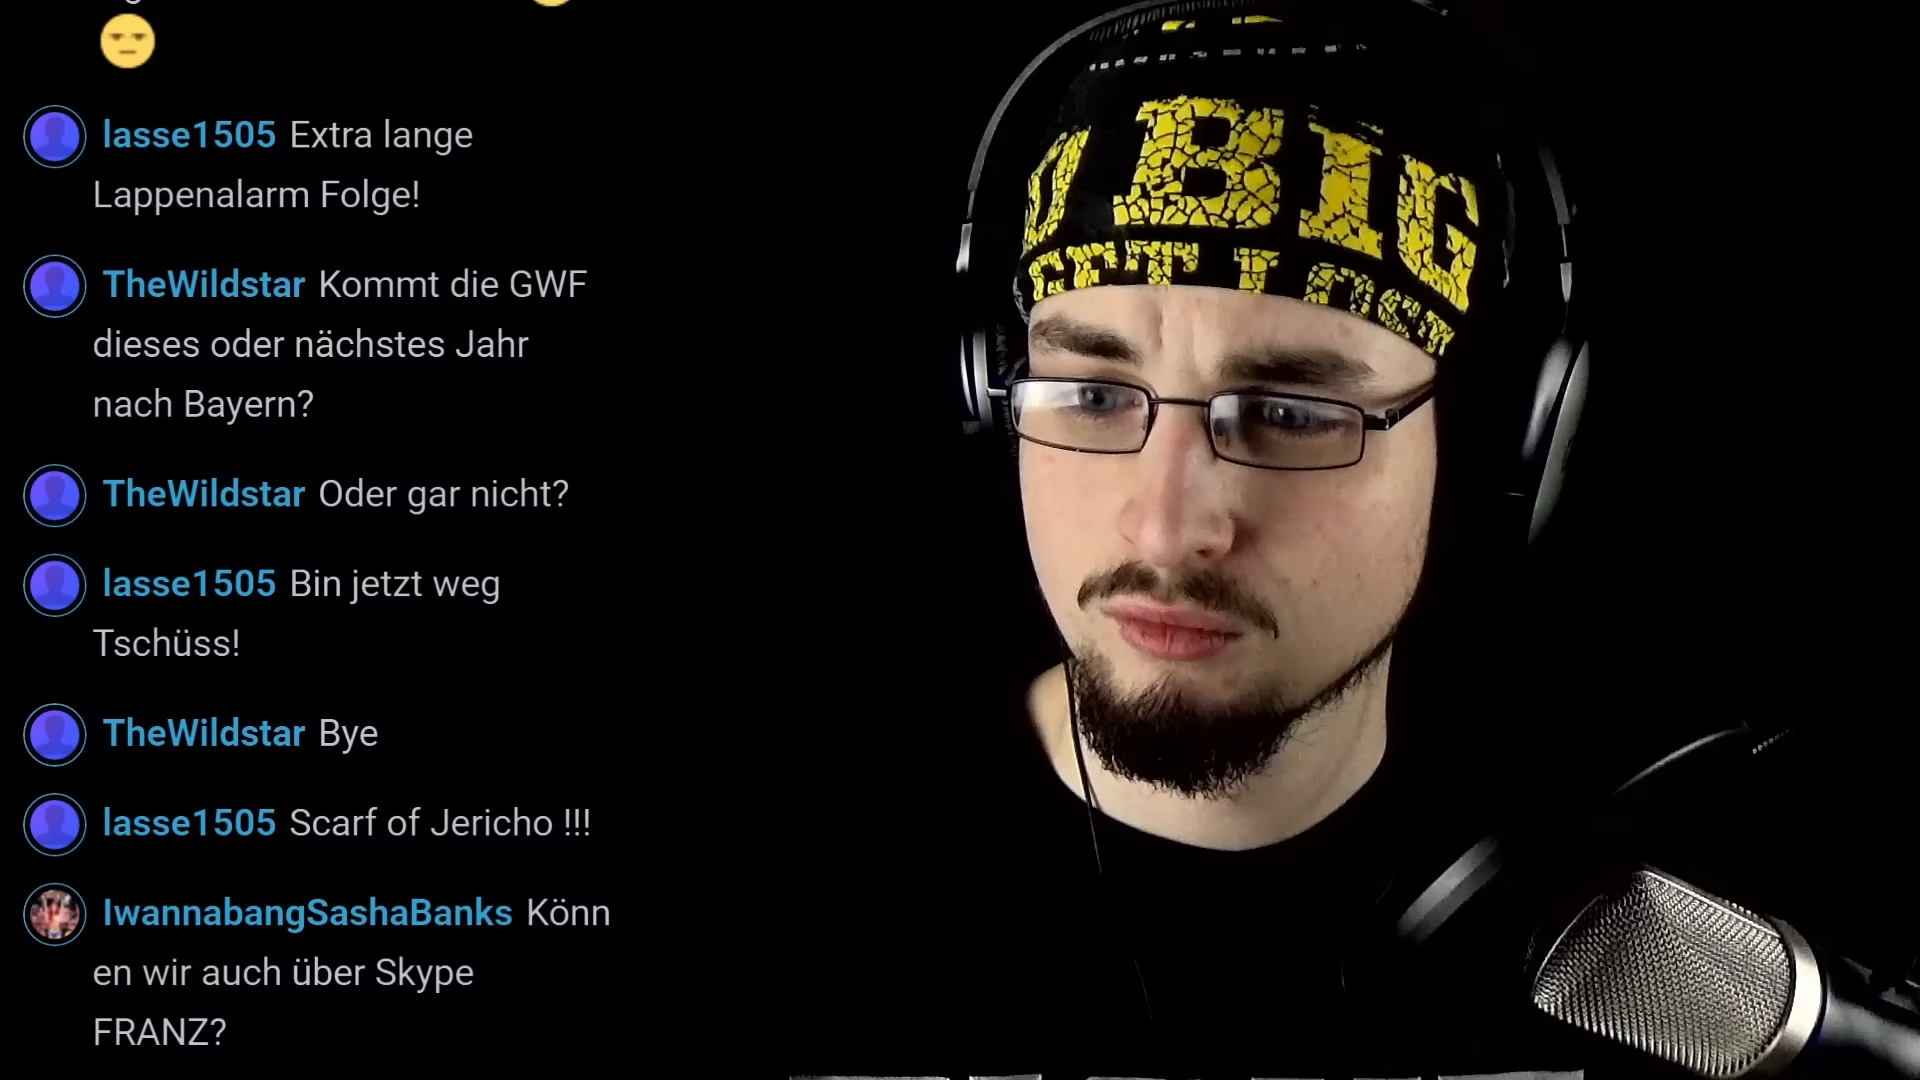 lasse1505 Extra lange
Lappenalarm Folge!
TheWildstar Kommt die GWF
dieses oder nächstes Jahr
nach Bayern?
TheWildstar Oder gar nicht?
lasse1505 Bin jetzt weg
Tschüss!
TheWildstar Bye
lasse1505 Scarf of Jericho !!!
IwannabangSashaBanks Könn
en wir auch über Skype
FRANZ?
BIG
LOST